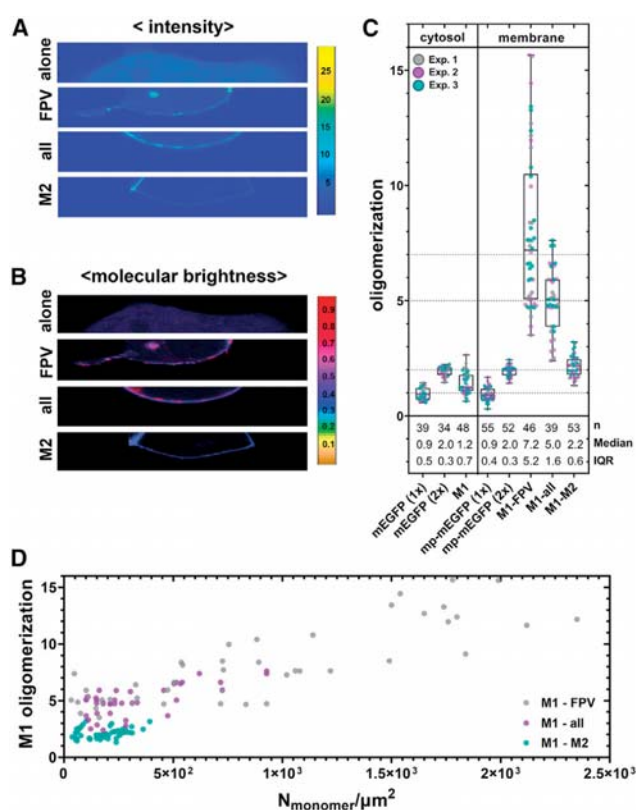 A
< intensity>
alone
FPV
all
M2
25
20
15
10
5
B
<molecular brightness>
alone
FPV
all
M2
0.9
0.8
0.7
0.6
0.5
0.4
0.3
0.2
0.1
C
cytosol membrane
Exp. 1
Exp. 2
Exp. 3
oligomerization
15
10
5
0
39 34 48 55 52 46 39 53 n
0.9 2.0 1.2 0.9 2.0 7.2 5.0 2.2 Median
0.5 0.3 0.7 0.4 0.3 5.2 1.6 0.6 IQR
mEGFP (1x)
mEGFP (2x)
M1
mp-mEGFP (1x)
mp-mEGFP (2x)
M1-FPV
M1-all
M1-M2
D
M1 oligomerization
15
10
5
0
M1 - FPV
M1 - all
M1 - M2
0 5×10² 1×10³ 1.5×10³ 2×10³ 2.5×10³
Nmonomer/µm²